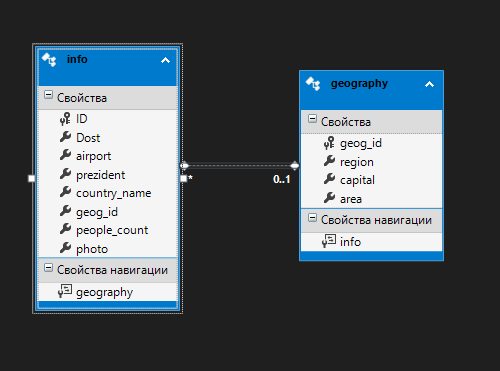 info
Свойства
ID
Dost
airport
prezident
country_name
geog_id
people_count
photo
Свойства навигации
geography
*
0..1
geography
Свойства
geog_id
region
capital
area
Свойства навигации
info